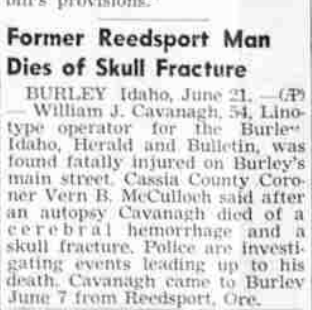 bill's provisions.
Former Reedsport Man
Dies of Skull Fracture
BURLEY Idaho, June 21. —(AP)
— William J. Cavanagh, 54, Lino-
type operator for the Burley
Idaho, Herald and Bulletin, was
found fatally injured on Burley's
main street. Cassia County Coro-
ner Vern B. McCulloch said after
an autopsy Cavanagh died of a
cerebral hemorrhage and a
skull fracture. Police are investi-
gating events leading up to his
death. Cavanagh came to Burley
June 7 from Reedsport, Ore.